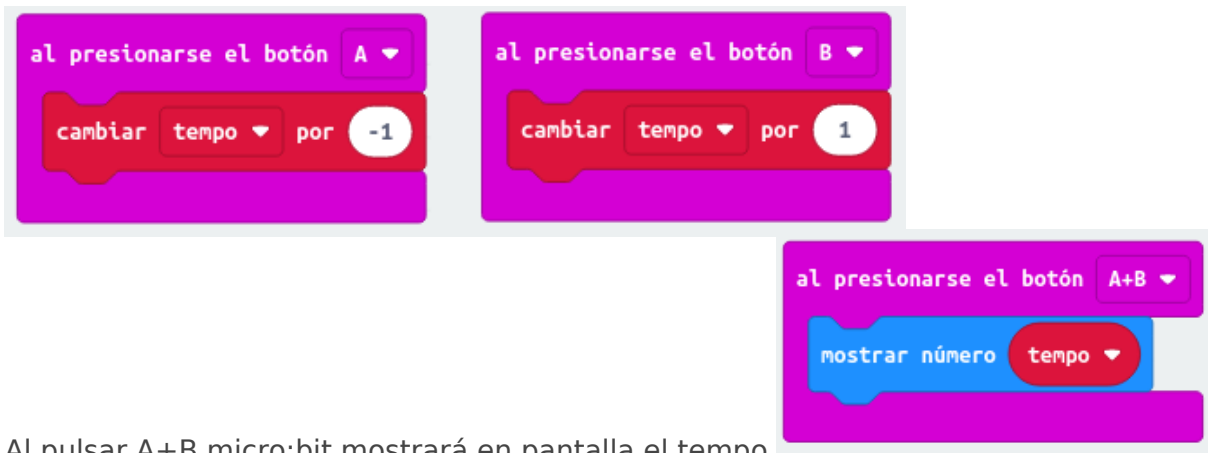 al presionarse el botón A
cambiar tempo por -1
al presionarse el botón B
cambiar tempo por 1
al presionarse el botón A+B
mostrar número tempo
Al pulsar A+B micro:bit mostrará en pantalla el tempo